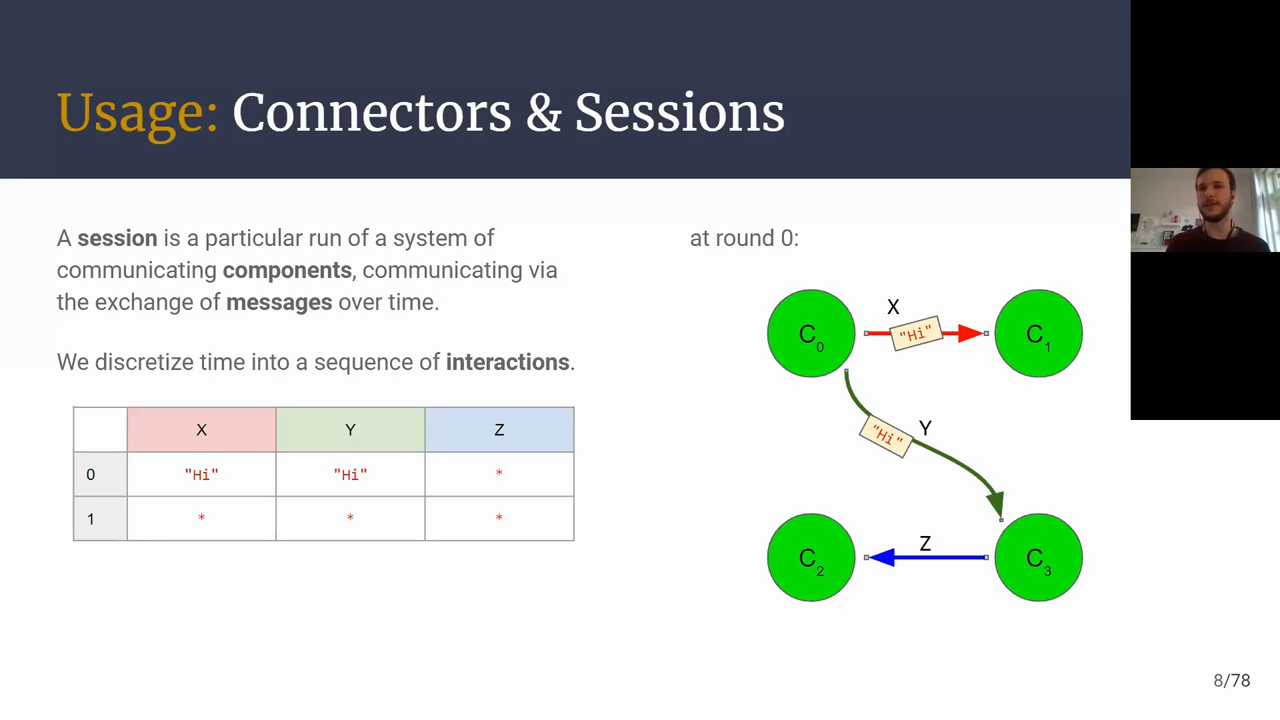 Usage: Connectors & Sessions
A session is a particular run of a system of
communicating components, communicating via
the exchange of messages over time.
We discretize time into a sequence of interactions.
X Y Z
0 "Hi" "Hi" *
1 * * *
at round 0:
X
C0 "Hi" C1
"Hi" Y
Z
C2 C3
8/78